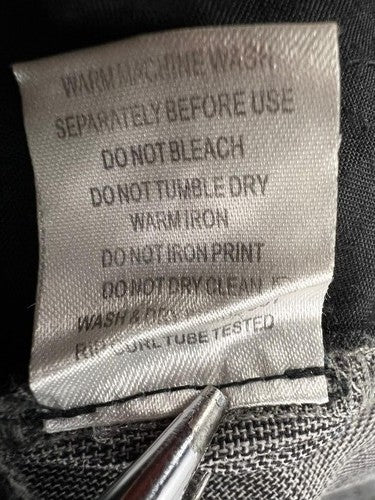 WARM MACHINE WASH
SEPARATELY BEFORE USE
DO NOT BLEACH
DO NOT TUMBLE DRY
WARM IRON
DO NOT IRON PRINT
DO NOT DRY CLEAN
WASH & DRY
RIP CURL TUBE TESTED